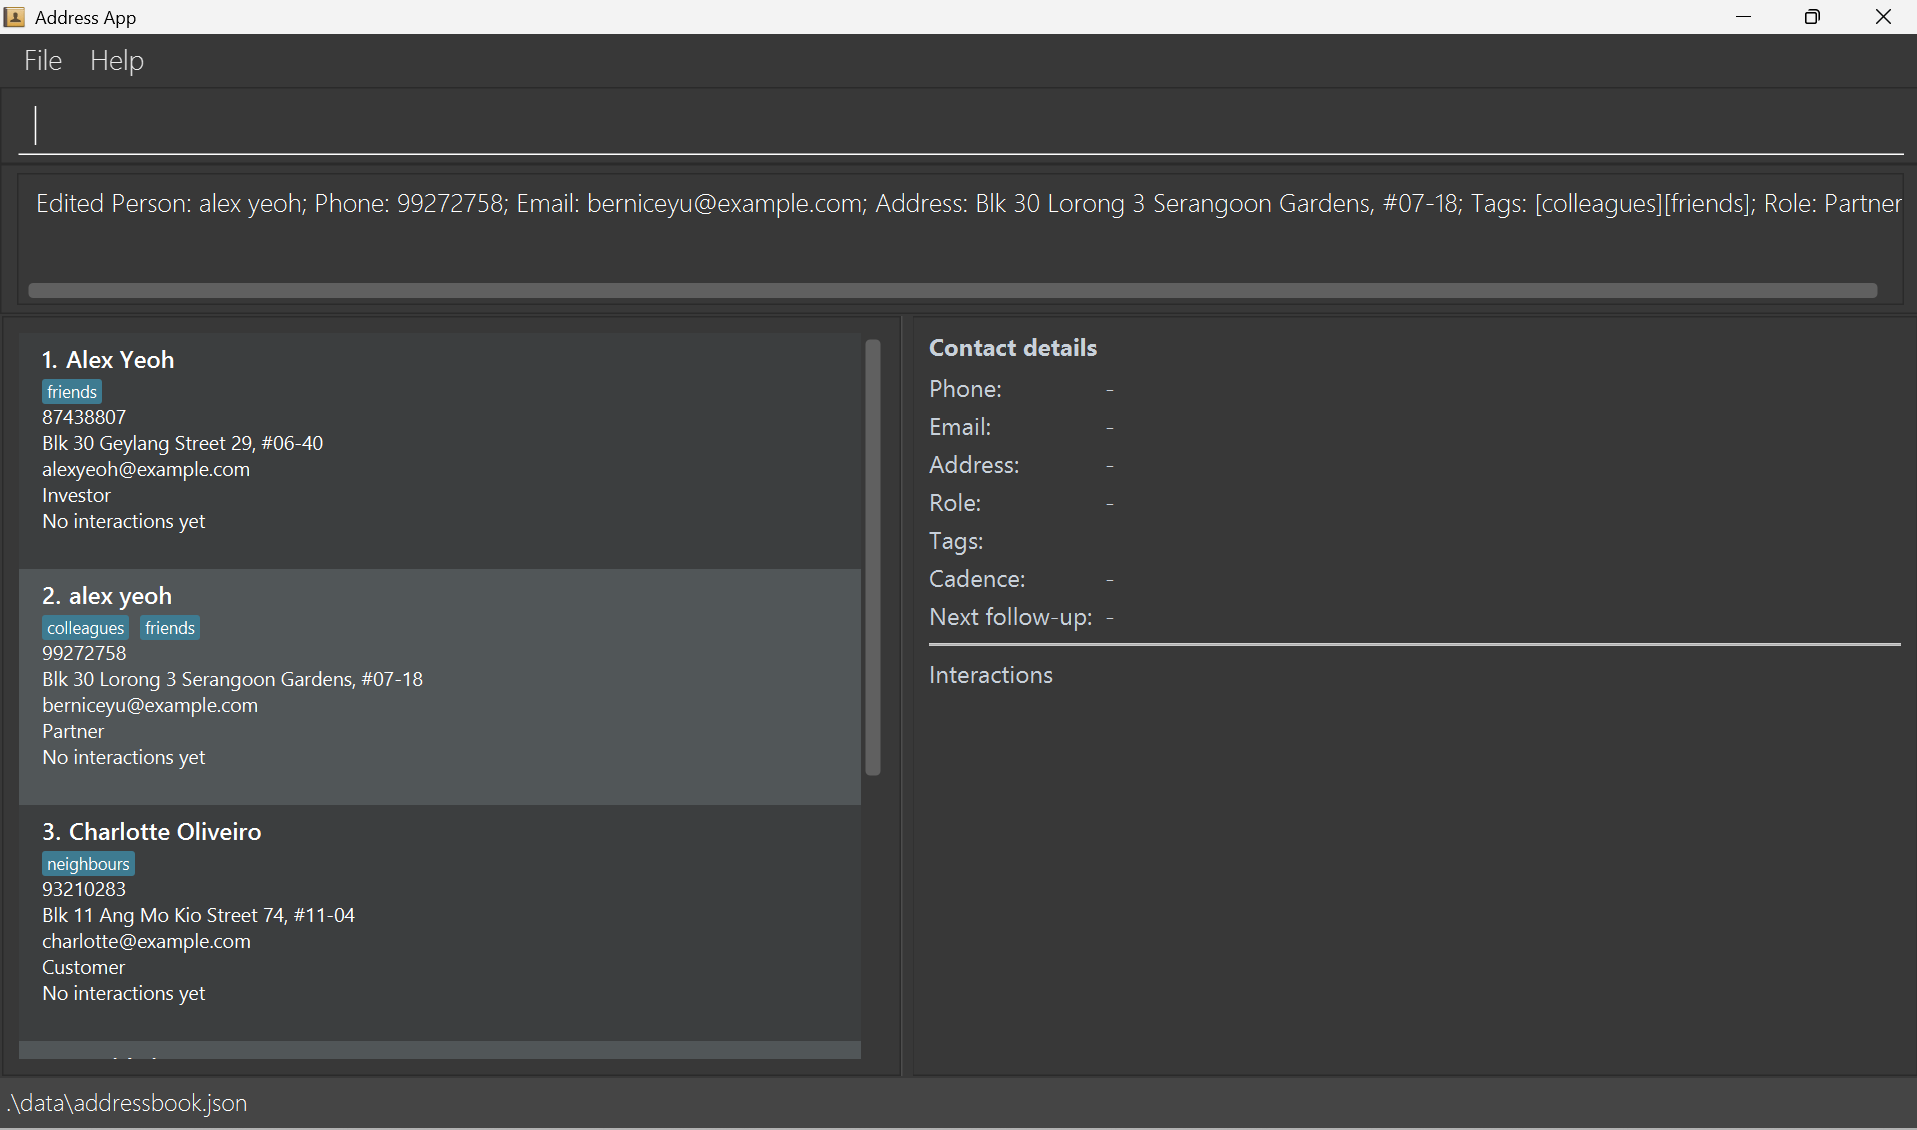 Address App
File Help
Edited Person: alex yeoh; Phone: 99272758; Email: berniceyu@example.com; Address: Blk 30 Lorong 3 Serangoon Gardens, #07-18; Tags: [colleagues][friends]; Role: Partner
1. Alex Yeoh
friends
87438807
Blk 30 Geylang Street 29, #06-40
alexyeoh@example.com
Investor
No interactions yet
2. alex yeoh
colleagues friends
99272758
Blk 30 Lorong 3 Serangoon Gardens, #07-18
berniceyu@example.com
Partner
No interactions yet
3. Charlotte Oliveiro
neighbours
93210283
Blk 11 Ang Mo Kio Street 74, #11-04
charlotte@example.com
Customer
No interactions yet
Contact details
Phone: -
Email: -
Address: -
Role: -
Tags:
Cadence: -
Next follow-up: -
Interactions
.\data\addressbook.json